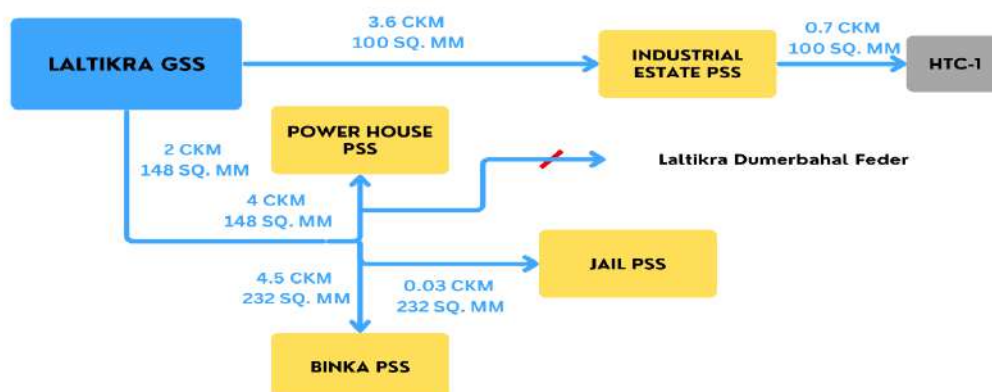 3.6 CKM
100 SQ. MM
0.7 CKM
100 SQ. MM
LALTIKRA GSS
INDUSTRIAL
ESTATE PSS
HTC-1
POWER HOUSE
PSS
2 CKM
148 SQ. MM
Laltikra Dumerbahal Feder
4 CKM
148 SQ. MM
JAIL PSS
4.5 CKM
232 SQ. MM
0.03 CKM
232 SQ. MM
BINKA PSS